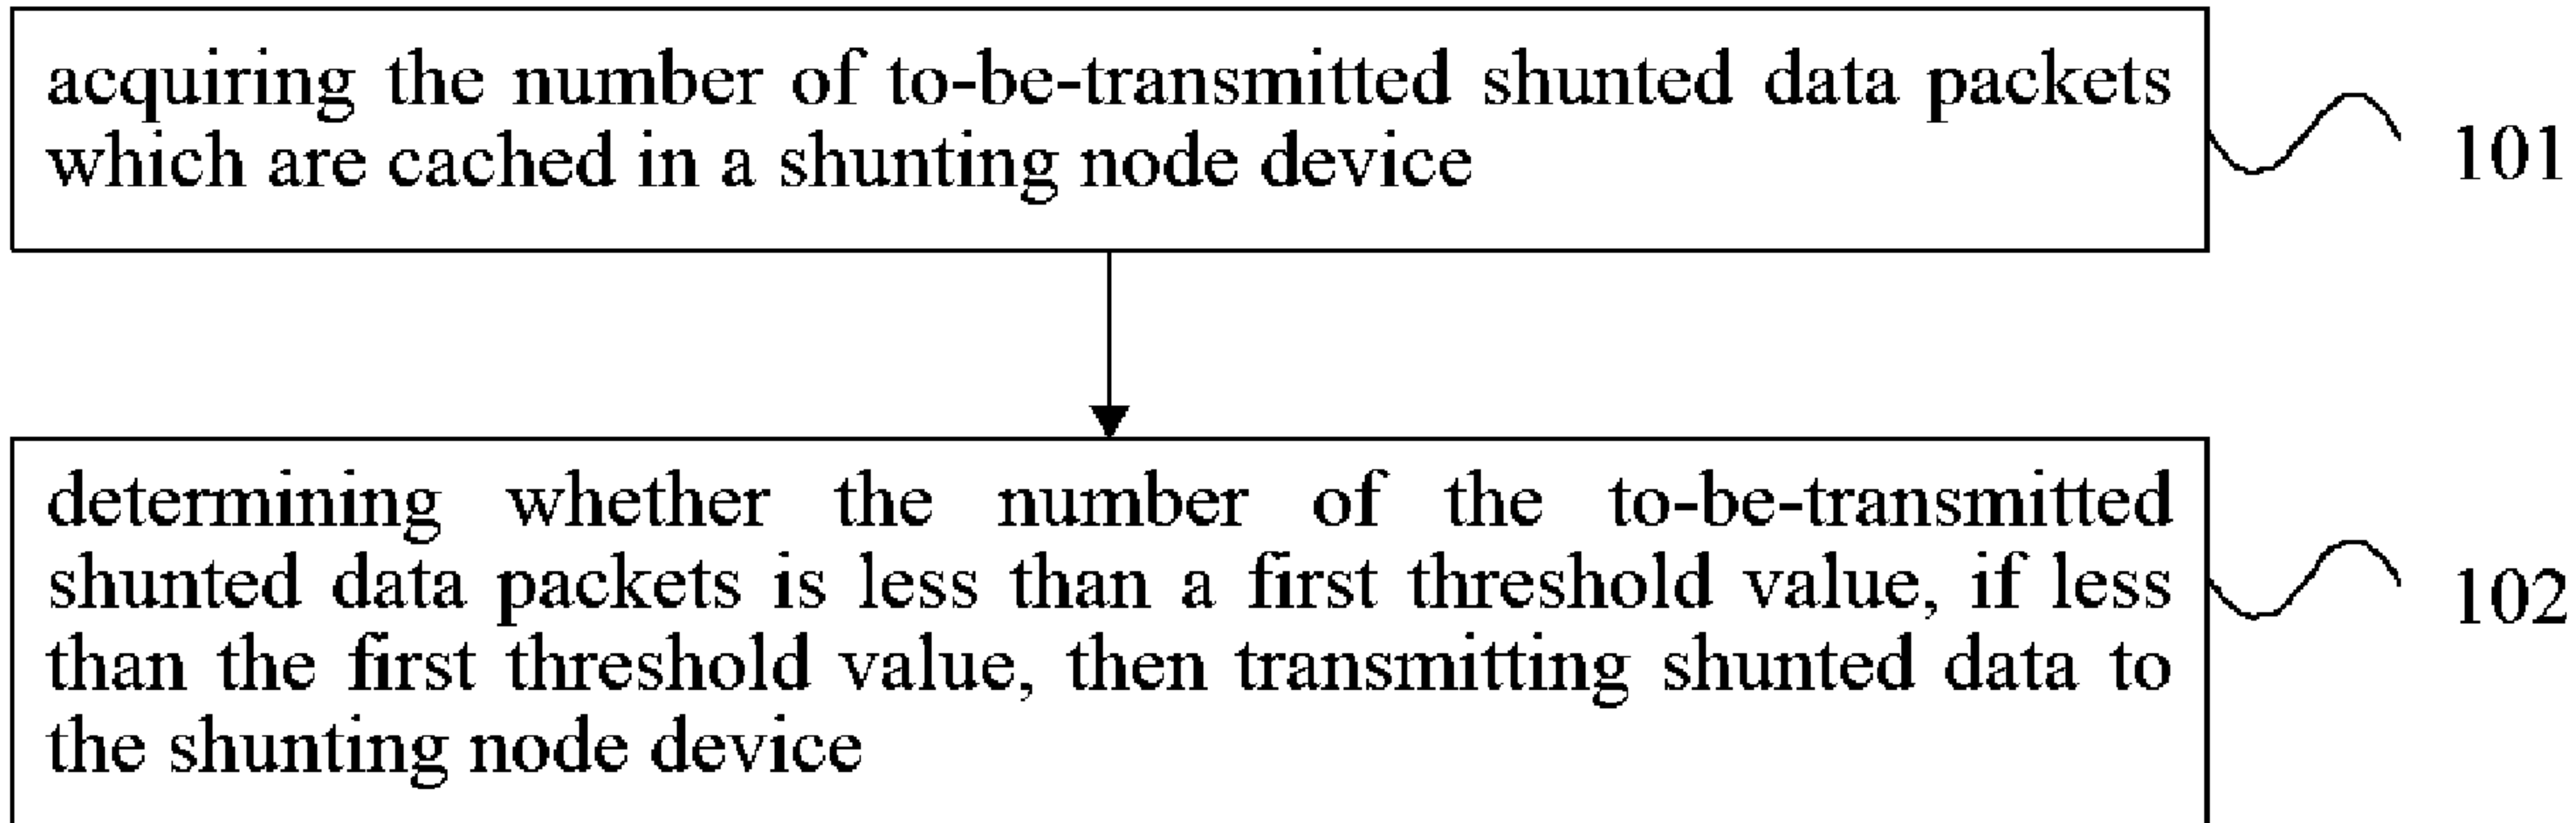 acquiring the number of to-be-transmitted shunted data packets
which are cached in a shunting node device
101
determining whether the number of the to-be-transmitted
shunted data packets is less than a first threshold value, if less
than the first threshold value, then transmitting shunted data to
the shunting node device
102